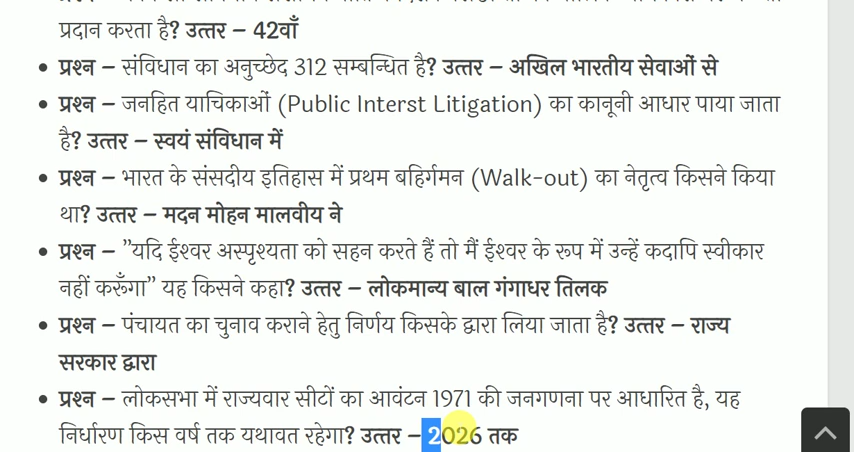 प्रदान करता है? उत्तर – 42वाँ
प्रश्न – संविधान का अनुच्छेद 312 सम्बन्धित है? उत्तर – अखिल भारतीय सेवाओं से
प्रश्न – जनहित याचिकाओं (Public Interst Litigation) का कानूनी आधार पाया जाता
है? उत्तर – स्वयं संविधान में
प्रश्न – भारत के संसदीय इतिहास में प्रथम बहिर्गमन (Walk-out) का नेतृत्व किसने किया
था? उत्तर – मदन मोहन मालवीय ने
प्रश्न – ”यदि ईश्वर अस्पृश्यता को सहन करते हैं तो मैं ईश्वर के रूप में उन्हें कदापि स्वीकार
नहीं करूँगा” यह किसने कहा? उत्तर – लोकमान्य बाल गंगाधर तिलक
प्रश्न – पंचायत का चुनाव कराने हेतु निर्णय किसके द्वारा लिया जाता है? उत्तर – राज्य
सरकार द्वारा
प्रश्न – लोकसभा में राज्यवार सीटों का आवंटन 1971 की जनगणना पर आधारित है, यह
निर्धारण किस वर्ष तक यथावत रहेगा? उत्तर – 2026 तक